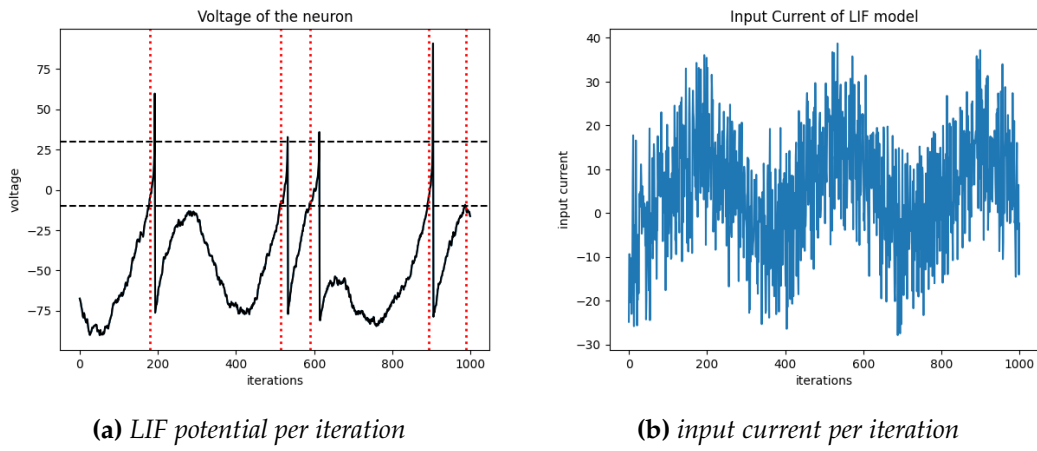 Voltage of the neuron
75
50
25
0
−25
−50
−75
voltage
0 200 400 600 800 1000
iterations
(a) LIF potential per iteration
Input Current of LIF model
40
30
20
10
0
−10
−20
−30
input current
0 200 400 600 800 1000
iterations
(b) input current per iteration